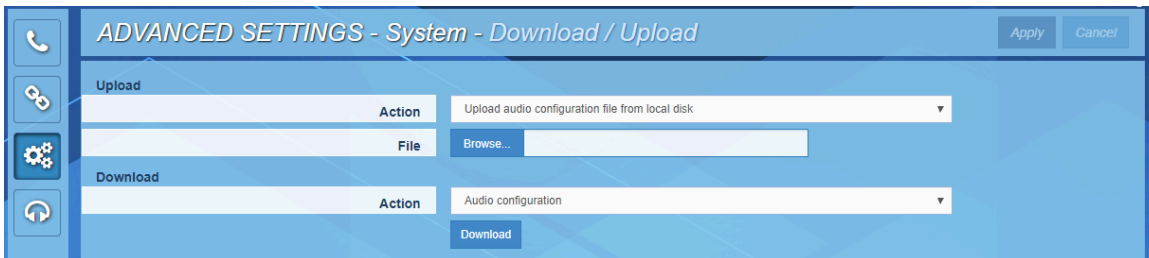 ADVANCED SETTINGS - System - Download / Upload
Apply
Cancel
Upload
Action
Upload audio configuration file from local disk
File
Browse...
Download
Action
Audio configuration
Download